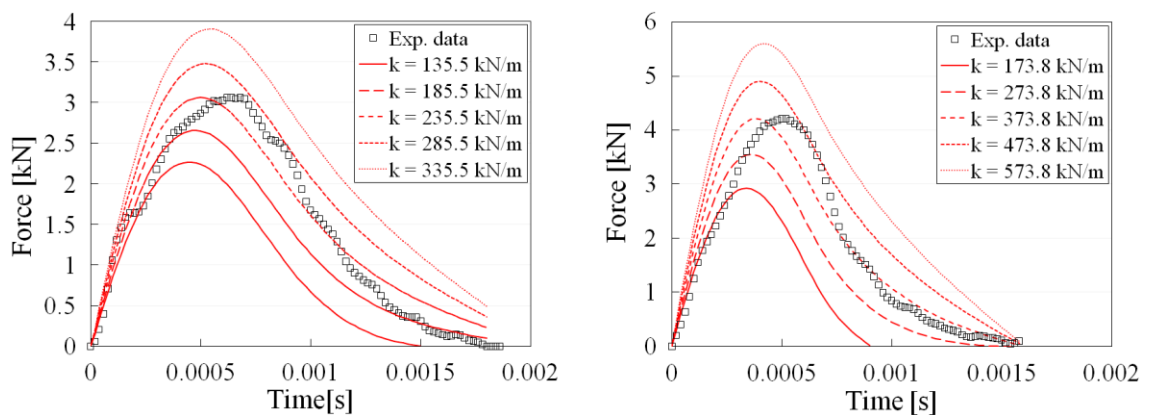 4
3.5
3
2.5
2
1.5
1
0.5
0
Force [kN]
Exp. data
k = 135.5 kN/m
k = 185.5 kN/m
k = 235.5 kN/m
k = 285.5 kN/m
k = 335.5 kN/m
0 0.0005 0.001 0.0015 0.002
Time[s]
6
5
4
3
2
1
0
Force [kN]
Exp. data
k = 173.8 kN/m
k = 273.8 kN/m
k = 373.8 kN/m
k = 473.8 kN/m
k = 573.8 kN/m
0 0.0005 0.001 0.0015 0.002
Time [s]